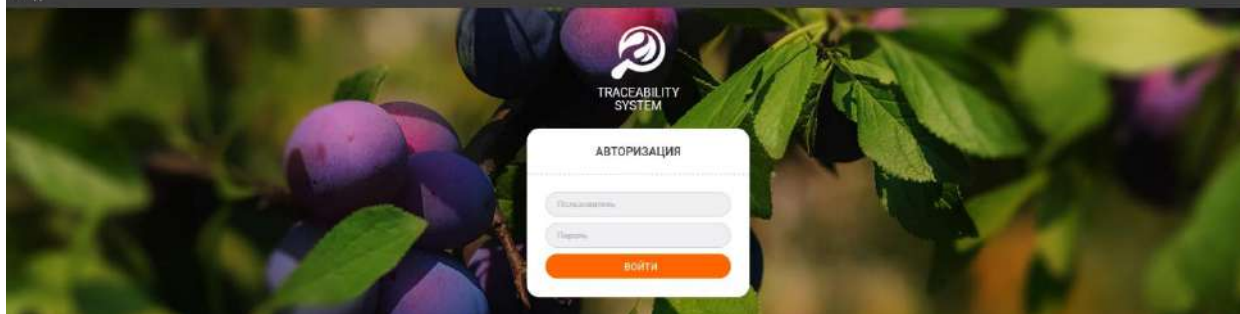 TRACEABILITY
SYSTEM
АВТОРИЗАЦИЯ
Пользователь
Пароль
ВОЙТИ